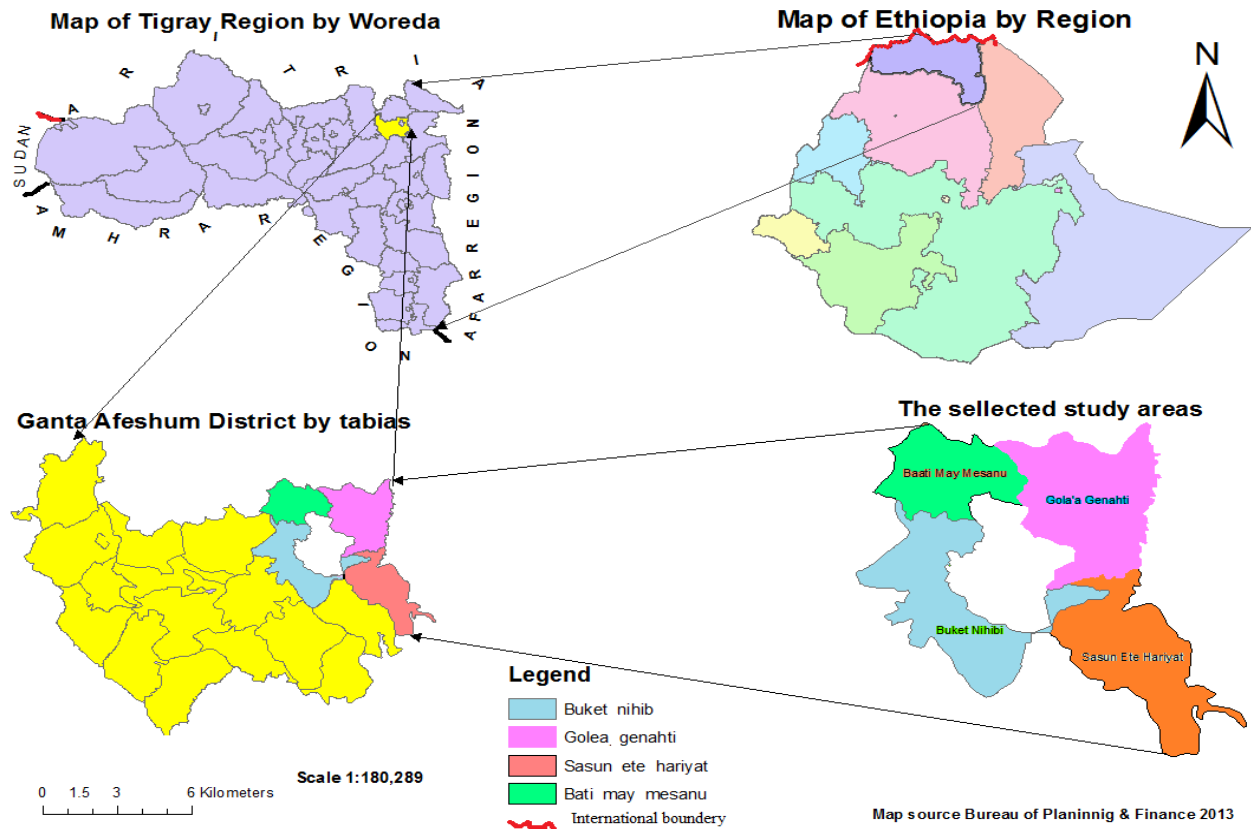 Map of Tigray Region by Woreda
Map of Ethiopia by Region
N
ERITRIA
SUDAN
AMHRA REGION
AFARREGION
Ganta Afeshum District by tabias
The sellected study areas
Baati May Mesanu
Gola'a Genahti
Buket Nihibi
Sasun Ete Hariyat
Legend
Buket nihib
Golea genahti
Sasun ete hariyat
Bati may mesanu
International boundery
Scale 1:180,289
0 1.5 3 6 Kilometers
Map source Bureau of Planinnig & Finance 2013